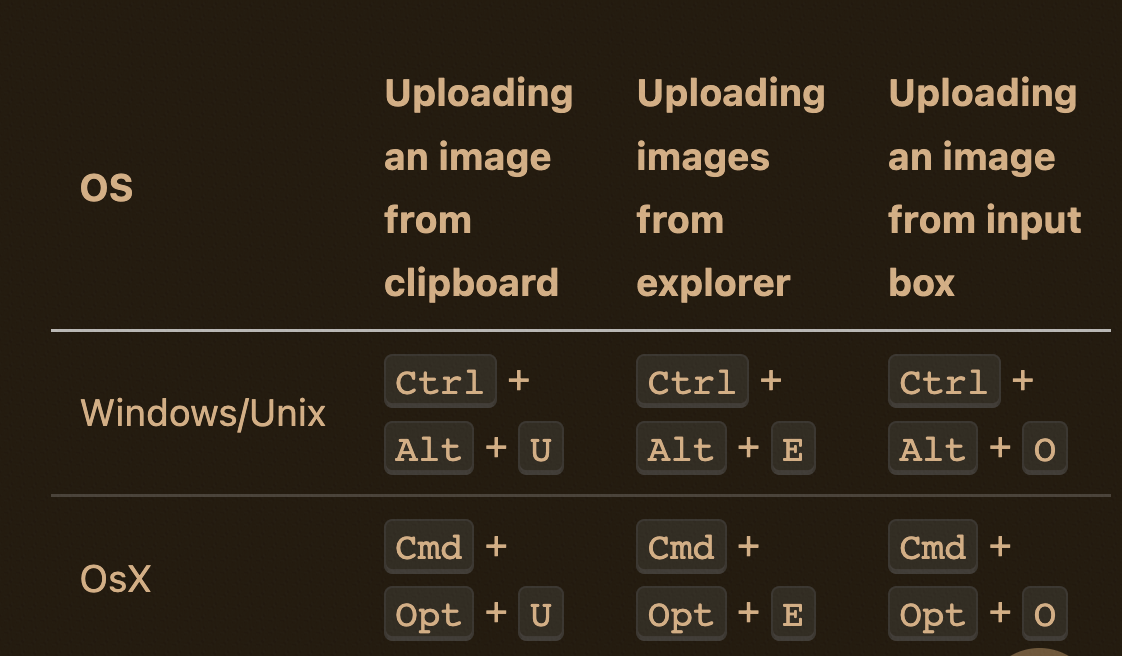 OS
Uploading
an image
from
clipboard
Uploading
images
from
explorer
Uploading
an image
from input
box
Windows/Unix
Ctrl +
Alt + U
Ctrl +
Alt + E
Ctrl +
Alt + O
OsX
Cmd +
Opt + U
Cmd +
Opt + E
Cmd +
Opt + O